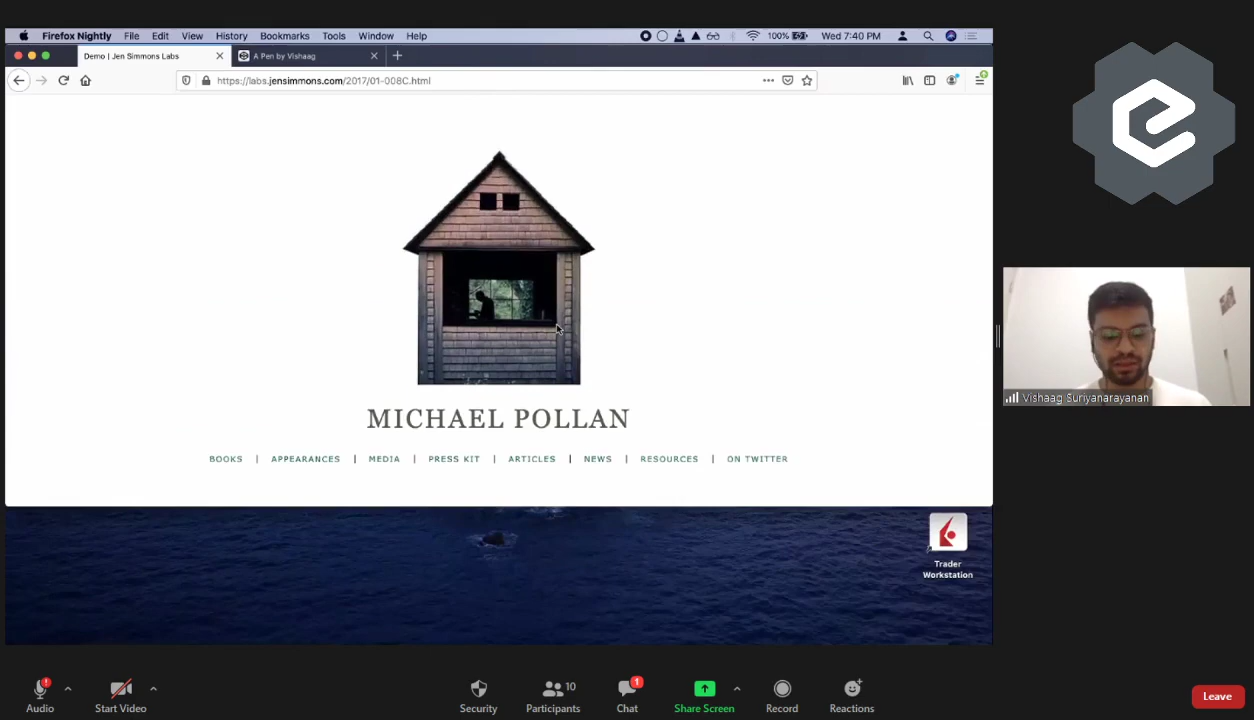 Firefox Nightly File Edit View History Bookmarks Tools Window Help 100% Wed 7:40 PM
Demo | Jen Simmons Labs A Pen by Vishaag
https://labs.jensimmons.com/2017/01-008C.html
MICHAEL POLLAN
BOOKS | APPEARANCES | MEDIA | PRESS KIT | ARTICLES | NEWS | RESOURCES | ON TWITTER
Trader
Workstation
Vishaag Suriyanarayanan
Audio Start Video Security Participants 10 Chat 1 Share Screen Record Reactions Leave